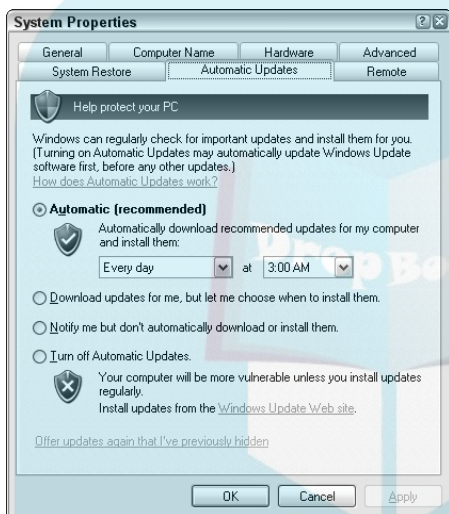 System Properties
General Computer Name Hardware Advanced
System Restore Automatic Updates Remote
Help protect your PC
Windows can regularly check for important updates and install them for you.
(Turning on Automatic Updates may automatically update Windows Update
software first, before any other updates.)
How does Automatic Updates work?
Automatic (recommended)
Automatically download recommended updates for my computer
and install them:
Every day at 3:00 AM
Download updates for me, but let me choose when to install them.
Notify me but don't automatically download or install them.
Turn off Automatic Updates.
Your computer will be more vulnerable unless you install updates
regularly.
Install updates from the Windows Update Web site.
Offer updates again that I've previously hidden
OK Cancel Apply